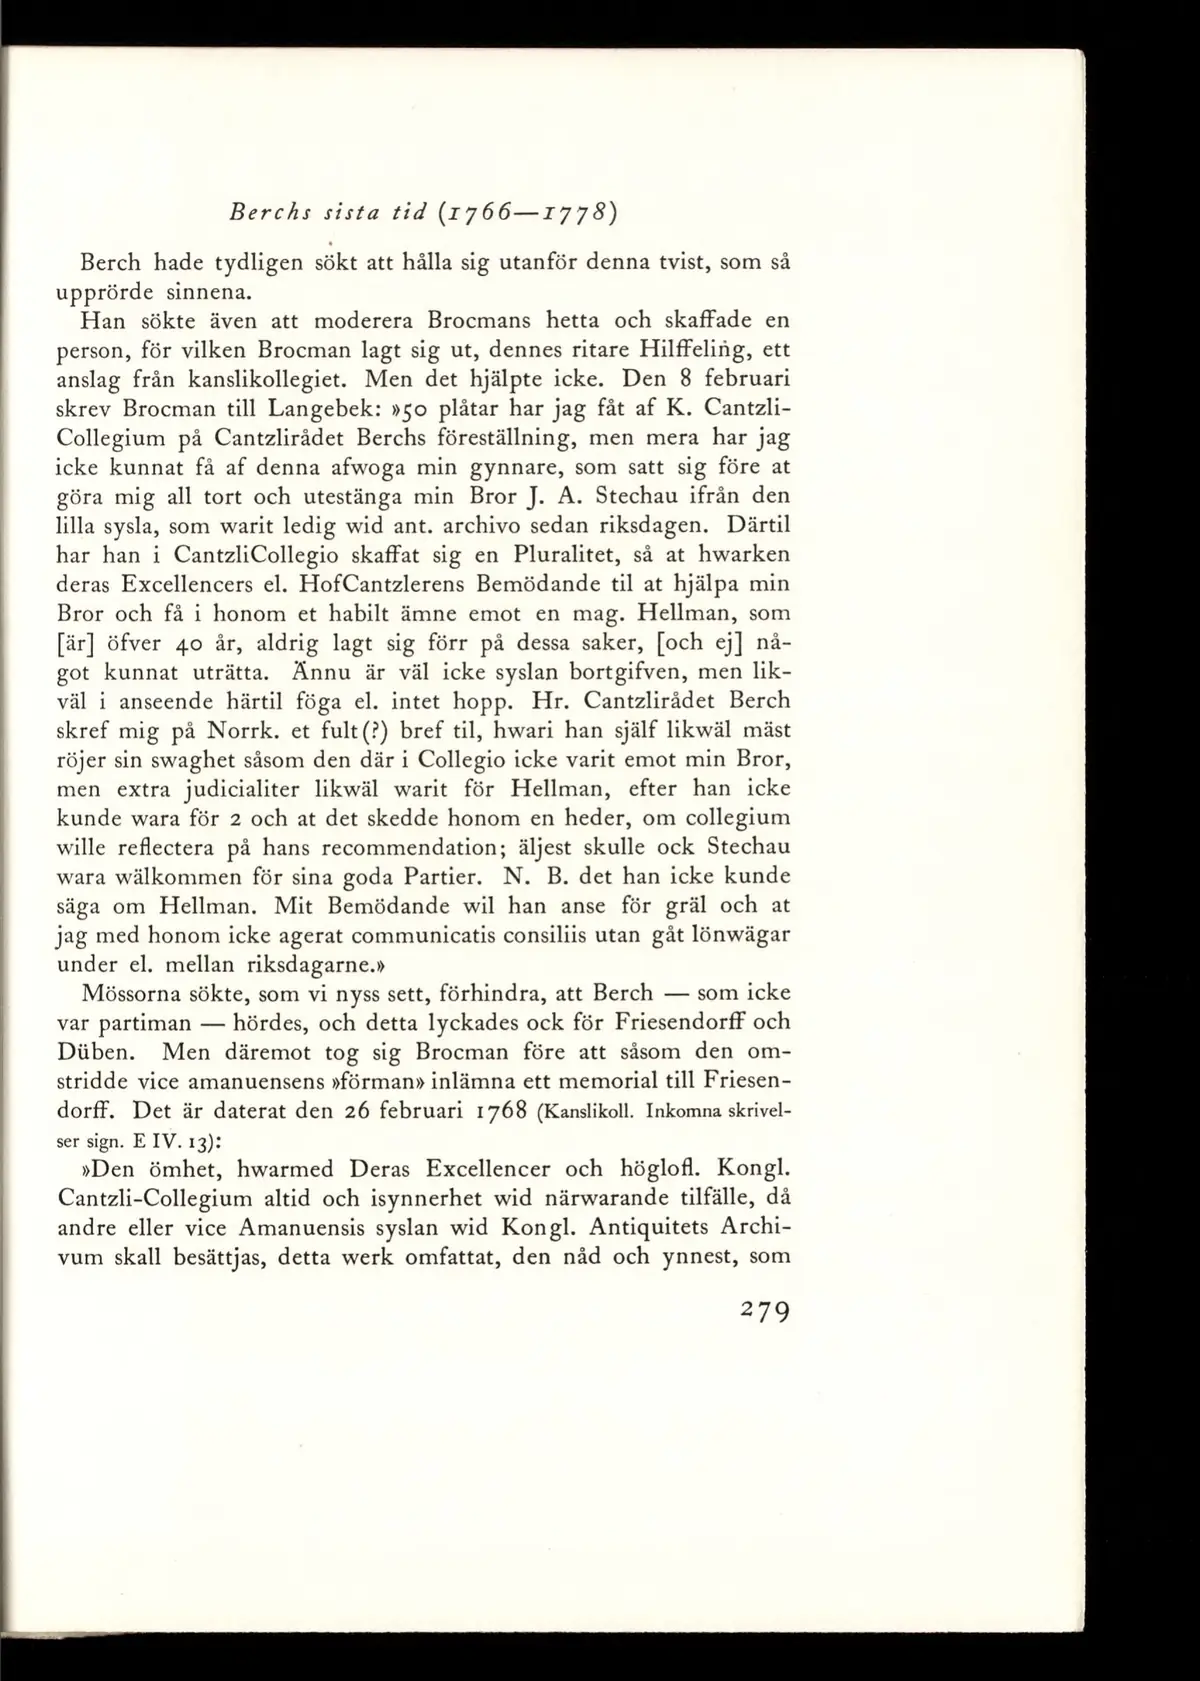 Berchs sista tid (1766—1778)
Berch hade tydligen sökt att hålla sig utanför denna tvist, som så
upprörde sinnena.
Han sökte även att moderera Brocmans hetta och skaffade en
person, för vilken Brocman lagt sig ut, dennes ritare Hilffeling, ett
anslag från kanslikollegiet. Men det hjälpte icke. Den 8 februari
skrev Brocman till Langebek: »50 plåtar har jag fåt af K. Cantzli-
Collegium på Cantzlirådet Berchs föreställning, men mera har jag
icke kunnat få af denna afwoga min gynnare, som satt sig före at
göra mig all tort och utestänga min Bror J. A. Stechau ifrån den
lilla sysla, som warit ledig wid ant. archivo sedan riksdagen. Därtil
har han i CantzliCollegio skaffat sig en Pluralitet, så at hwarken
deras Excellencers el. HofCantzlerens Bemödande til at hjälpa min
Bror och få i honom et habilt ämne emot en mag. Hellman, som
[är] öfver 40 år, aldrig lagt sig förr på dessa saker, [och ej] nå-
got kunnat uträtta. Ännu är väl icke syslan bortgifven, men lik-
väl i anseende härtil föga el. intet hopp. Hr. Cantzlirådet Berch
skref mig på Norrk. et fult(?) bref til, hwari han själf likwäl mäst
röjer sin swaghet såsom den där i Collegio icke varit emot min Bror,
men extra judicialiter likwäl warit för Hellman, efter han icke
kunde wara för 2 och at det skedde honom en heder, om collegium
wille reflectera på hans recommendation; äljest skulle ock Stechau
wara wälkommen för sina goda Partier. N. B. det han icke kunde
säga om Hellman. Mit Bemödande wil han anse för gräl och at
jag med honom icke agerat communicatis consiliis utan gåt lönwägar
under el. mellan riksdagarne.»
Mössorna sökte, som vi nyss sett, förhindra, att Berch — som icke
var partiman — hördes, och detta lyckades ock för Friesendorff och
Düben. Men däremot tog sig Brocman före att såsom den om-
stridde vice amanuensens »förman» inlämna ett memorial till Friesen-
dorff. Det är daterat den 26 februari 1768 (Kanslikoll. Inkomna skrivel-
ser sign. E IV. 13):
»Den ömhet, hwarmed Deras Excellencer och höglofl. Kongl.
Cantzli-Collegium altid och isynnerhet wid närwarande tilfälle, då
andre eller vice Amanuensis syslan wid Kongl. Antiquitets Archi-
vum skall besättjas, detta werk omfattat, den nåd och ynnest, som
279